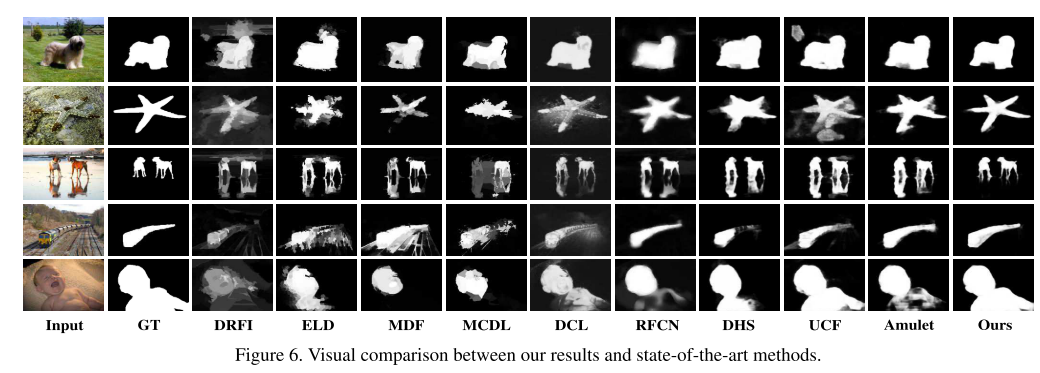 Input GT DRFI ELD MDF MCDL DCL RFCN DHS UCF Amulet Ours
Figure 6. Visual comparison between our results and state-of-the-art methods.